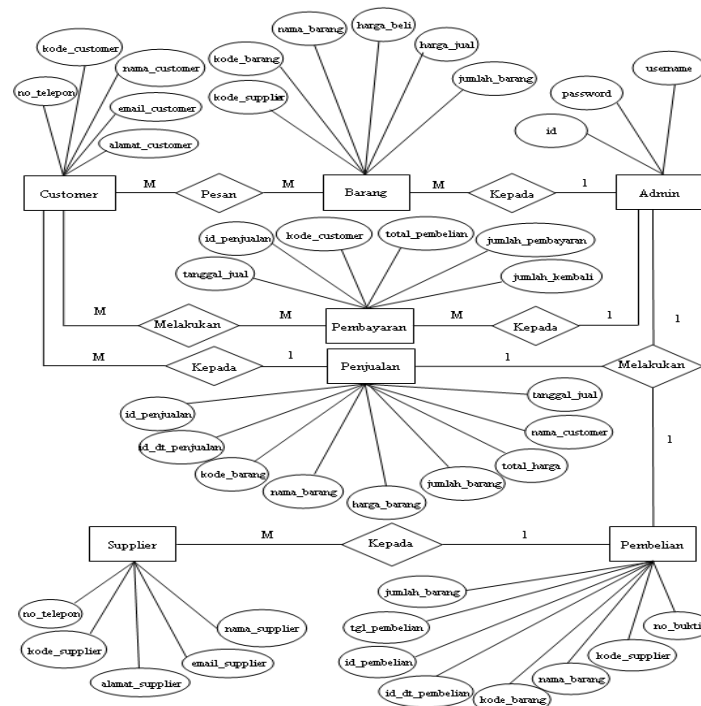 kode_customer
nama_customer
no_telepon
email_customer
alamat_customer
nama_barang
harga_beli
kode_barang
harga_jual
jumlah_barang
kode_supplier
username
password
id
Customer
M
Pesan
M
Barang
M
Kepada
1
Admin
id_penjualan
kode_customer
total_pembelian
jumlah_pembayaran
tanggal_jual
jumlah_kembali
M
Melakukan
M
Pembayaran
M
Kepada
1
1
M
Kepada
1
Penjualan
1
Melakukan
tanggal_jual
id_penjualan
nama_customer
id_dt_penjualan
1
kode_barang
total_harga
nama_barang
jumlah_barang
harga_barang
Supplier
M
Kepada
1
Pembelian
jumlah_barang
no_telepon
nama_supplier
tgl_pembelian
no_bukti
kode_supplier
email_supplier
id_pembelian
kode_supplier
alamat_supplier
id_dt_pembelian
nama_barang
kode_barang